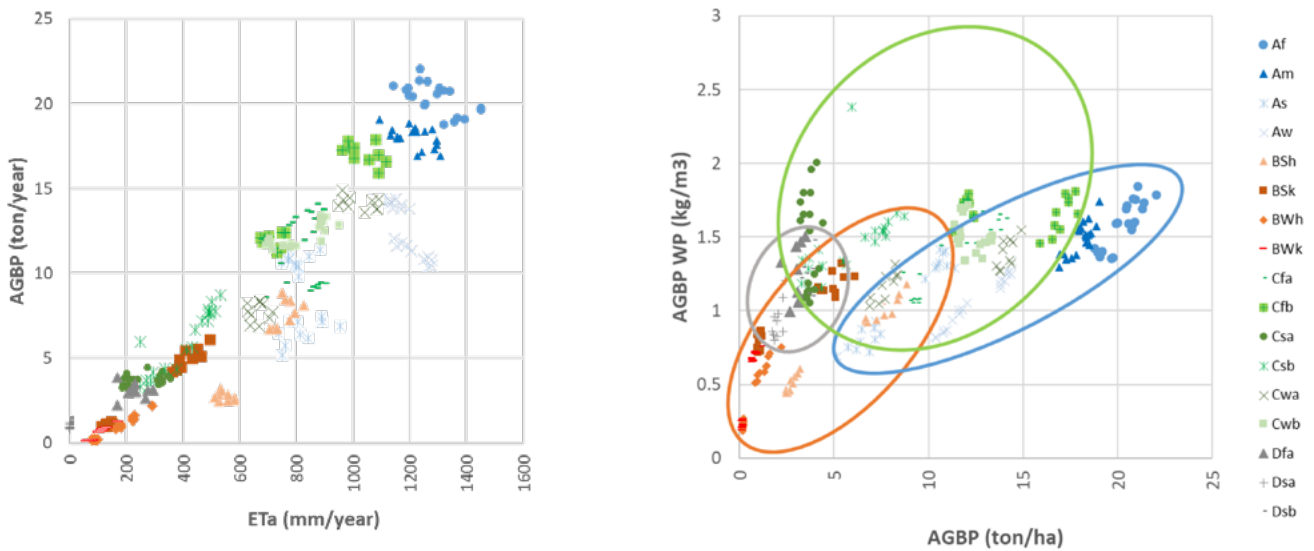 25
20
15
10
5
0
AGBP (ton/year)
0
200
400
600
800
1000
1200
1400
1600
ETa (mm/year)
3
2.5
2
1.5
1
0.5
0
AGBP WP (kg/m3)
0
5
10
15
20
25
AGBP (ton/ha)
Af
Am
As
Aw
BSh
BSk
BWh
BWk
Cfa
Cfb
Csa
Csb
Cwa
Cwb
Dfa
Dsa
Dsb